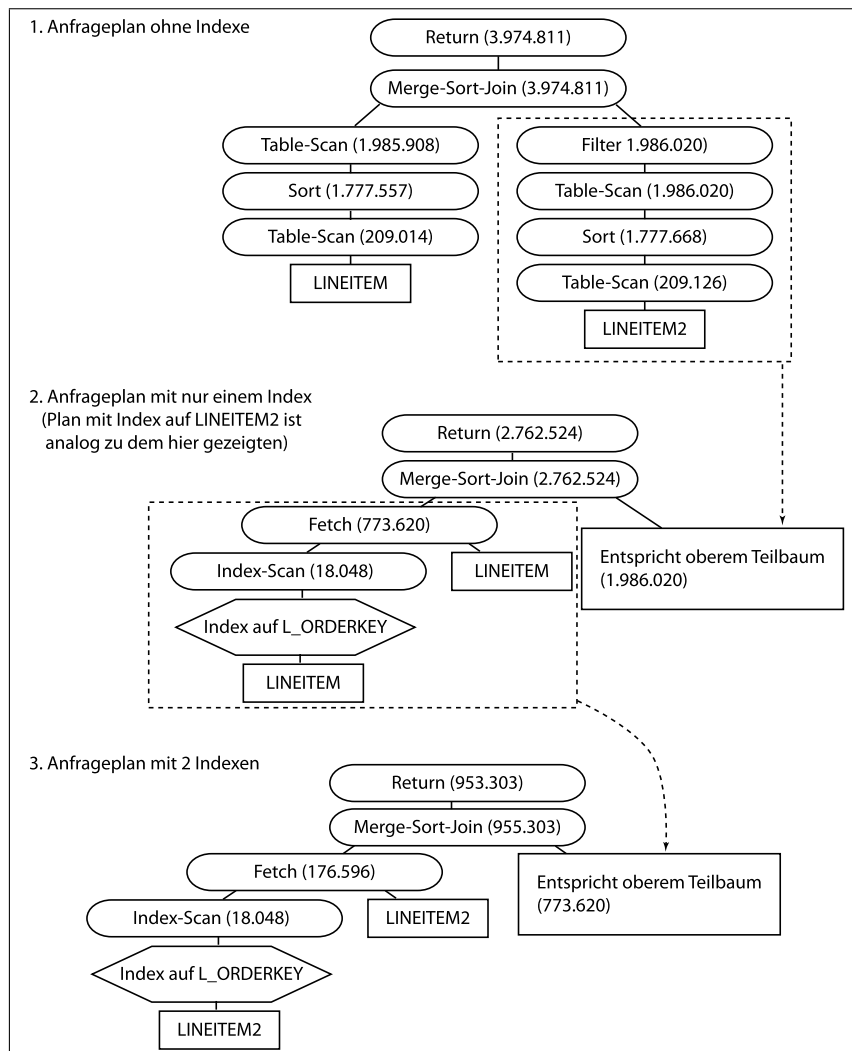 1. Anfrageplan ohne Indexe
Return (3.974.811)
Merge-Sort-Join (3.974.811)
Table-Scan (1.985.908)
Sort (1.777.557)
Table-Scan (209.014)
LINEITEM
Filter 1.986.020)
Table-Scan (1.986.020)
Sort (1.777.668)
Table-Scan (209.126)
LINEITEM2
2. Anfrageplan mit nur einem Index
(Plan mit Index auf LINEITEM2 ist
analog zu dem hier gezeigten)
Return (2.762.524)
Merge-Sort-Join (2.762.524)
Fetch (773.620)
Index-Scan (18.048)
LINEITEM
Index auf L_ORDERKEY
LINEITEM
Entspricht oberem Teilbaum
(1.986.020)
3. Anfrageplan mit 2 Indexen
Return (953.303)
Merge-Sort-Join (955.303)
Fetch (176.596)
Index-Scan (18.048)
LINEITEM2
Index auf L_ORDERKEY
LINEITEM2
Entspricht oberem Teilbaum
(773.620)